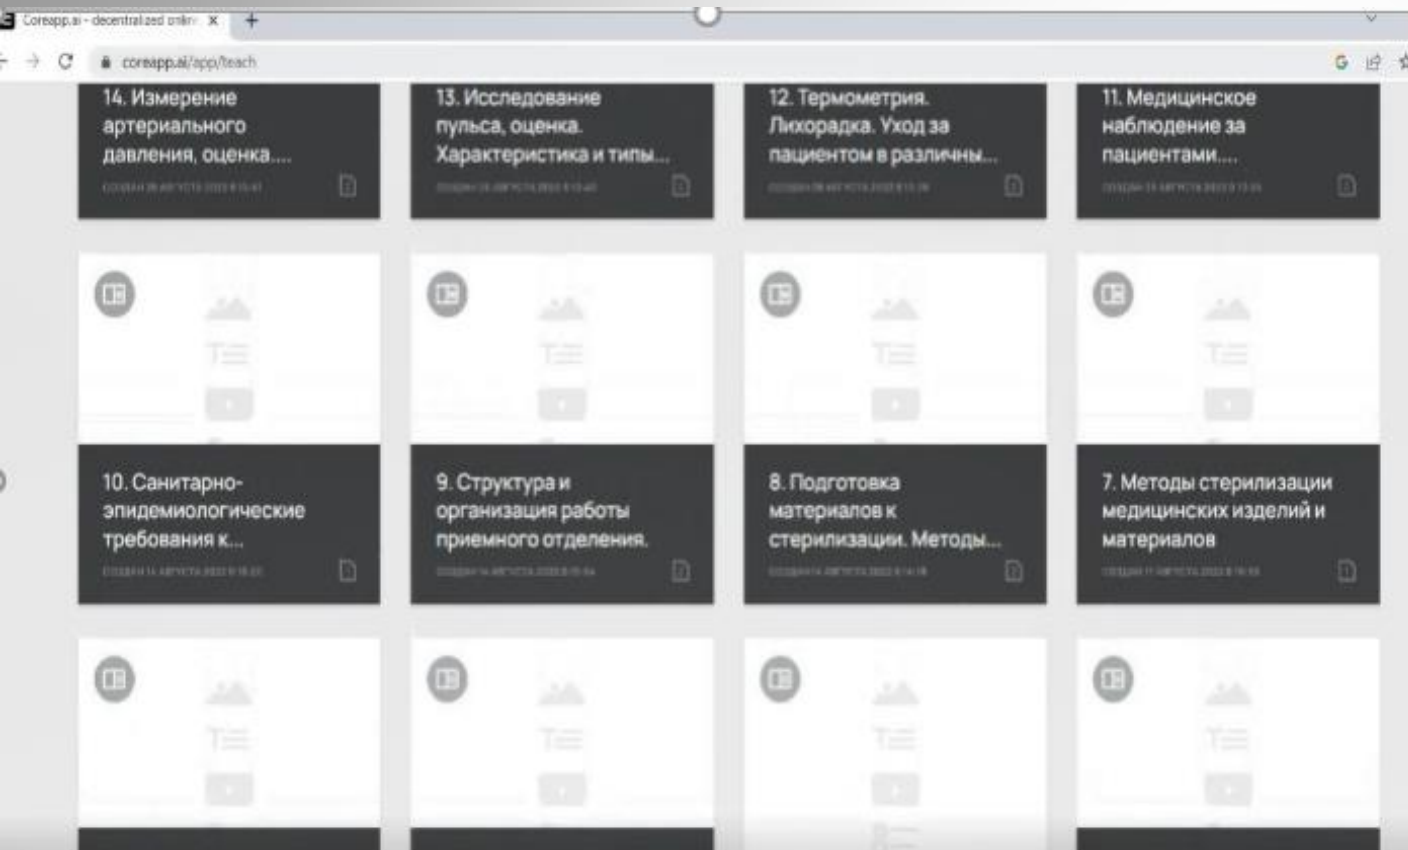 Coreapp.ai - decentralized online
coreapp.ai/app/teach
14. Измерение
артериального
давления, оценка....
13. Исследование
пульса, оценка.
Характеристика и типы...
12. Термометрия.
Лихорадка. Уход за
пациентом в различны...
11. Медицинское
наблюдение за
пациентами....
10. Санитарно-
эпидемиологические
требования к...
9. Структура и
организация работы
приемного отделения.
8. Подготовка
материалов к
стерилизации. Методы...
7. Методы стерилизации
медицинских изделий и
материалов